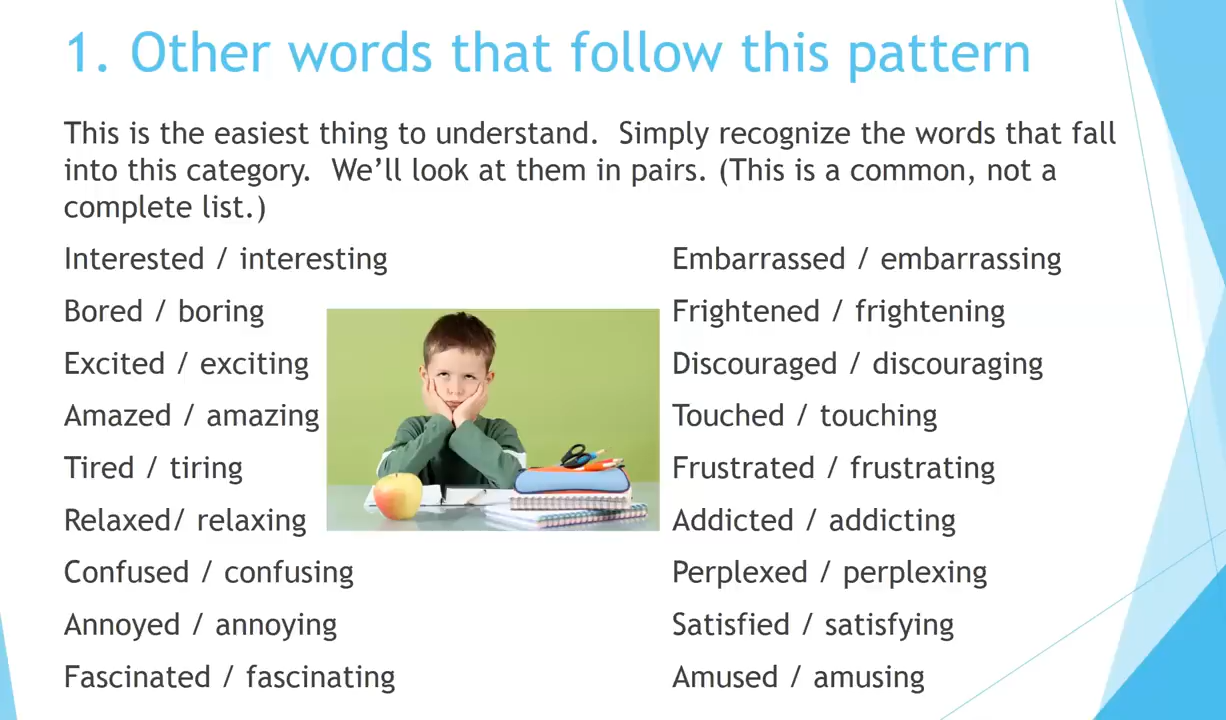 1. Other words that follow this pattern
This is the easiest thing to understand.  Simply recognize the words that fall
into this category.  We’ll look at them in pairs. (This is a common, not a
complete list.)
Interested / interesting
Bored / boring
Excited / exciting
Amazed / amazing
Tired / tiring
Relaxed/ relaxing
Confused / confusing
Annoyed / annoying
Fascinated / fascinating
Embarrassed / embarrassing
Frightened / frightening
Discouraged / discouraging
Touched / touching
Frustrated / frustrating
Addicted / addicting
Perplexed / perplexing
Satisfied / satisfying
Amused / amusing